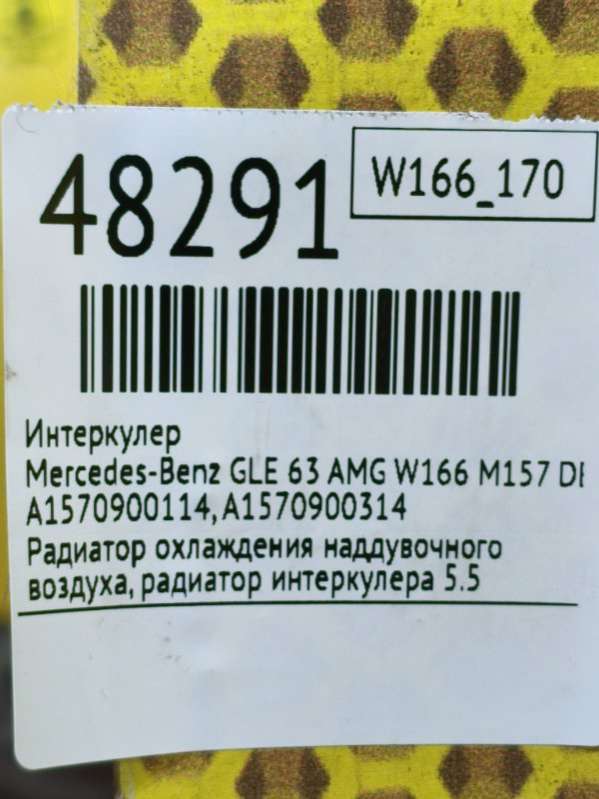 48291
W166_170
Интеркулер
Mercedes-Benz GLE 63 AMG W166 M157 DE
A1570900114,A1570900314
Радиатор охлаждения наддувочного
воздуха, радиатор интеркулера 5.5